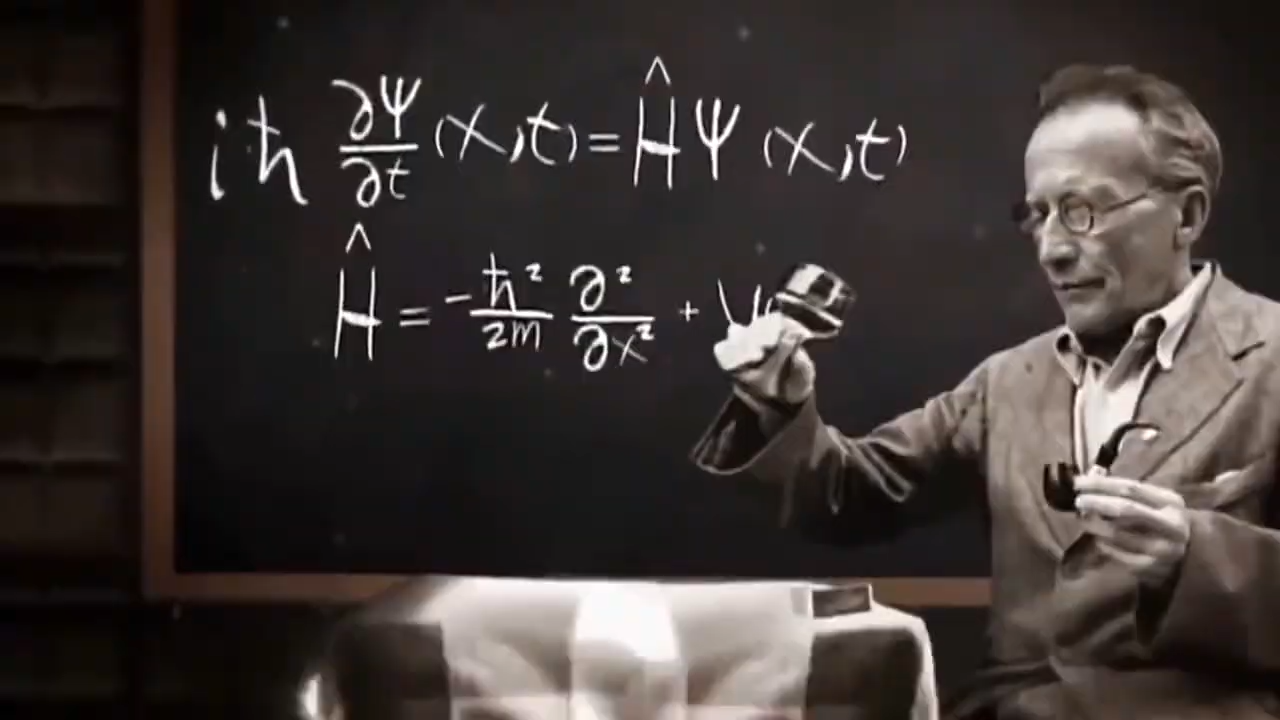 iħ ∂Ψ/∂t (x,t) = Ĥ Ψ (x,t)
Ĥ = -ħ²/2m ∂²/∂x² + V